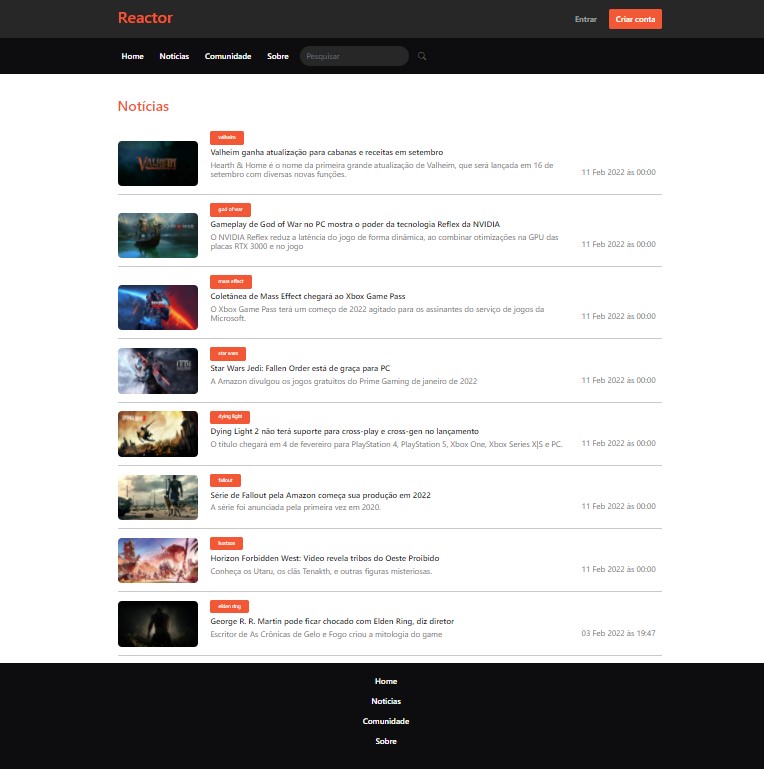 Reactor
Entrar
Criar conta
Home
Notícias
Comunidade
Sobre
Pesquisar
Notícias
valheim
VALHEIM
Valheim ganha atualização para cabanas e receitas em setembro
Hearth & Home é o nome da primeira grande atualização de Valheim, que será lançada em 16 de
setembro com diversas novas funções.
11 Feb 2022 às 00:00
god of war
Gameplay de God of War no PC mostra o poder da tecnologia Reflex da NVIDIA
O NVIDIA Reflex reduz a latência do jogo de forma dinâmica, ao combinar otimizações na GPU das
placas RTX 3000 e no jogo
11 Feb 2022 às 00:00
mass effect
Coletânea de Mass Effect chegará ao Xbox Game Pass
O Xbox Game Pass terá um começo de 2022 agitado para os assinantes do serviço de jogos da
Microsoft.
11 Feb 2022 às 00:00
star wars
JEDI
Star Wars Jedi: Fallen Order está de graça para PC
A Amazon divulgou os jogos gratuitos do Prime Gaming de janeiro de 2022
11 Feb 2022 às 00:00
dying light
Dying Light 2 não terá suporte para cross-play e cross-gen no lançamento
O título chegará em 4 de fevereiro para PlayStation 4, PlayStation 5, Xbox One, Xbox Series X|S e PC.
11 Feb 2022 às 00:00
fallout
Série de Fallout pela Amazon começa sua produção em 2022
A série foi anunciada pela primeira vez em 2020.
11 Feb 2022 às 00:00
Horizon Forbidden West: Vídeo revela tribos do Oeste Proibido
Conheça os Utaru, os clãs Tenakth, e outras figuras misteriosas.
11 Feb 2022 às 00:00
elden ring
George R. R. Martin pode ficar chocado com Elden Ring, diz diretor
Escritor de As Crônicas de Gelo e Fogo criou a mitologia do game
03 Feb 2022 às 19:47
Home
Notícias
Comunidade
Sobre